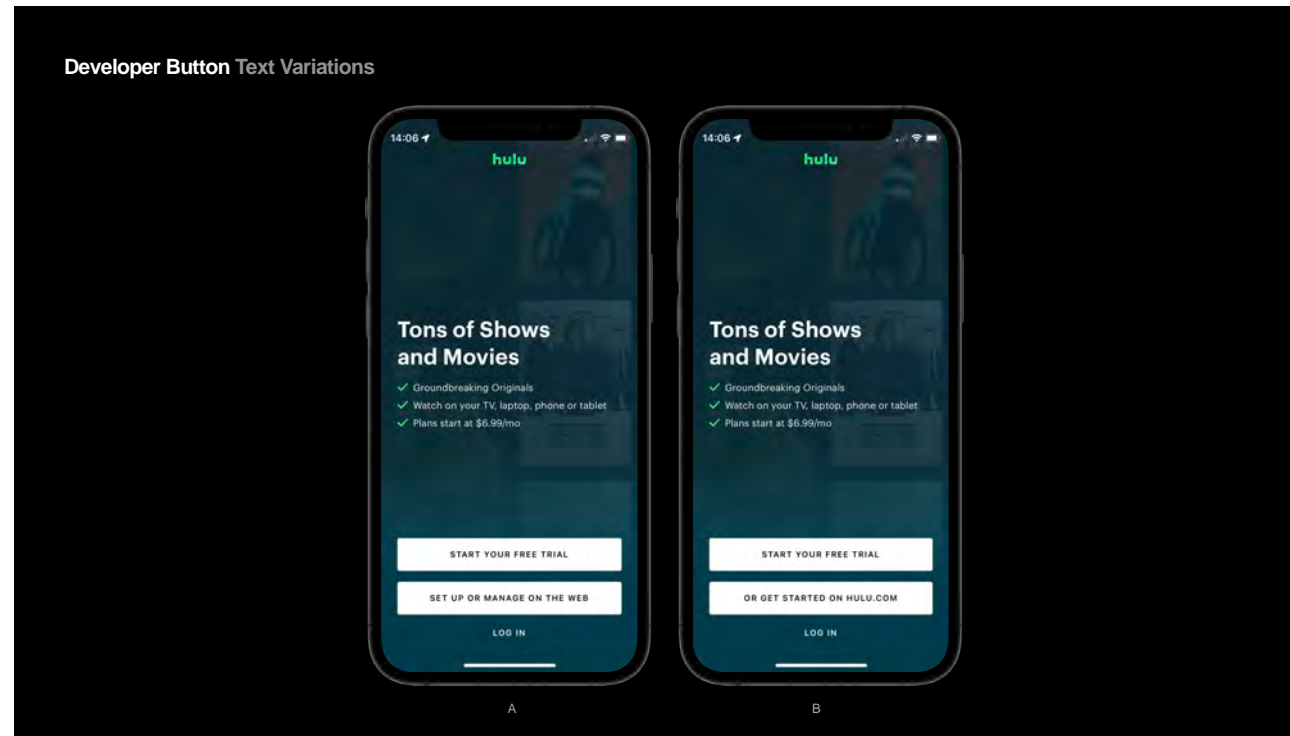 Developer Button Text Variations
14:06
hulu
Tons of Shows
and Movies
Groundbreaking Originals
Watch on your TV, laptop, phone or tablet
Plans start at $6.99/mo
START YOUR FREE TRIAL
SET UP OR MANAGE ON THE WEB
LOG IN
A
14:06
hulu
Tons of Shows
and Movies
Groundbreaking Originals
Watch on your TV, laptop, phone or tablet
Plans start at $6.99/mo
START YOUR FREE TRIAL
OR GET STARTED ON HULU.COM
LOG IN
B